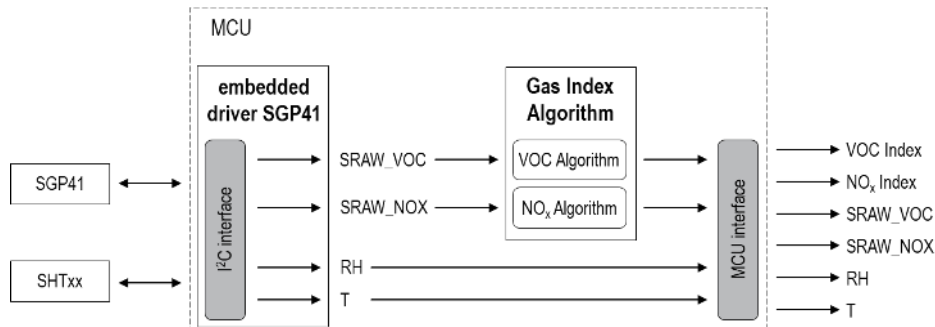 MCU
embedded
driver SGP41
Gas Index
Algorithm
SGP41
SHTxx
I²C interface
SRAW_VOC
SRAW_NOX
RH
T
VOC Algorithm
NOₓ Algorithm
MCU interface
VOC Index
NOₓ Index
SRAW_VOC
SRAW_NOX
RH
T